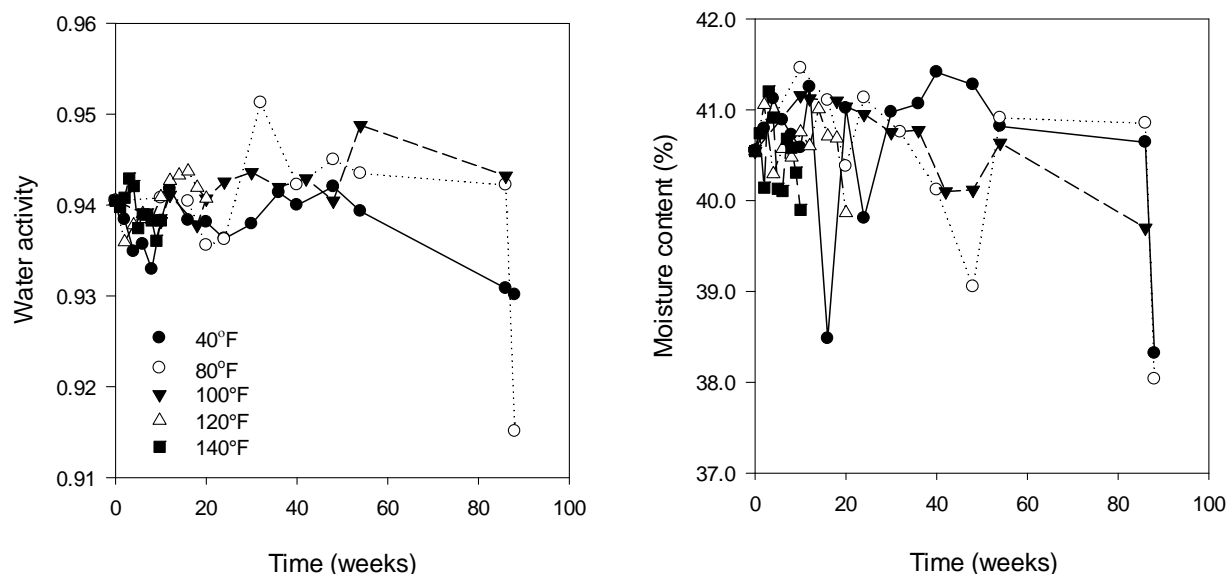 0.96
0.95
0.94
0.93
0.92
0.91
Water activity
40°F
80°F
100°F
120°F
140°F
0 20 40 60 80 100
Time (weeks)
42.0
41.0
40.0
39.0
38.0
37.0
Moisture content (%)
0 20 40 60 80 100
Time (weeks)